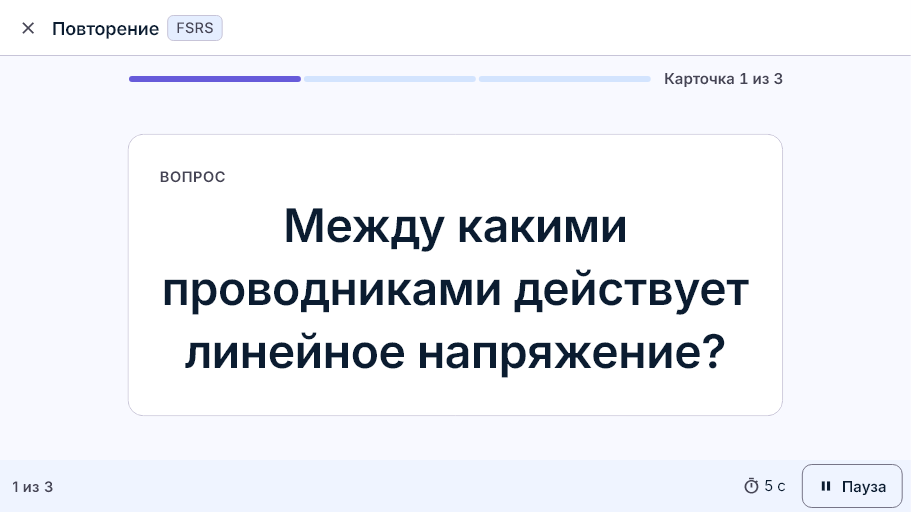 Повторение FSRS
Карточка 1 из 3
ВОПРОС
Между какими
проводниками действует
линейное напряжение?
1 из 3
5 с
Пауза